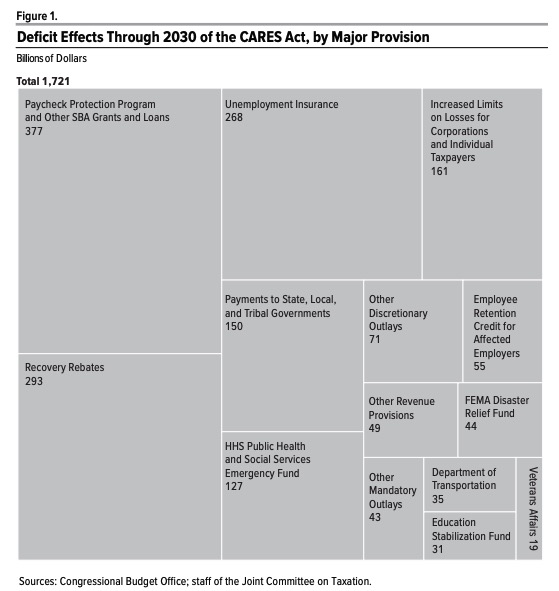 Figure 1.
Deficit Effects Through 2030 of the CARES Act, by Major Provision
Billions of Dollars
Total 1,721
Paycheck Protection Program
and Other SBA Grants and Loans
377
Unemployment Insurance
268
Increased Limits
on Losses for
Corporations
and Individual
Taxpayers
161
Recovery Rebates
293
Payments to State, Local,
and Tribal Governments
150
Other
Discretionary
Outlays
71
Employee
Retention
Credit for
Affected
Employers
55
Other Revenue
Provisions
49
FEMA Disaster
Relief Fund
44
HHS Public Health
and Social Services
Emergency Fund
127
Other
Mandatory
Outlays
43
Department of
Transportation
35
Education
Stabilization Fund
31
Veterans Affairs 19
Sources: Congressional Budget Office; staff of the Joint Committee on Taxation.